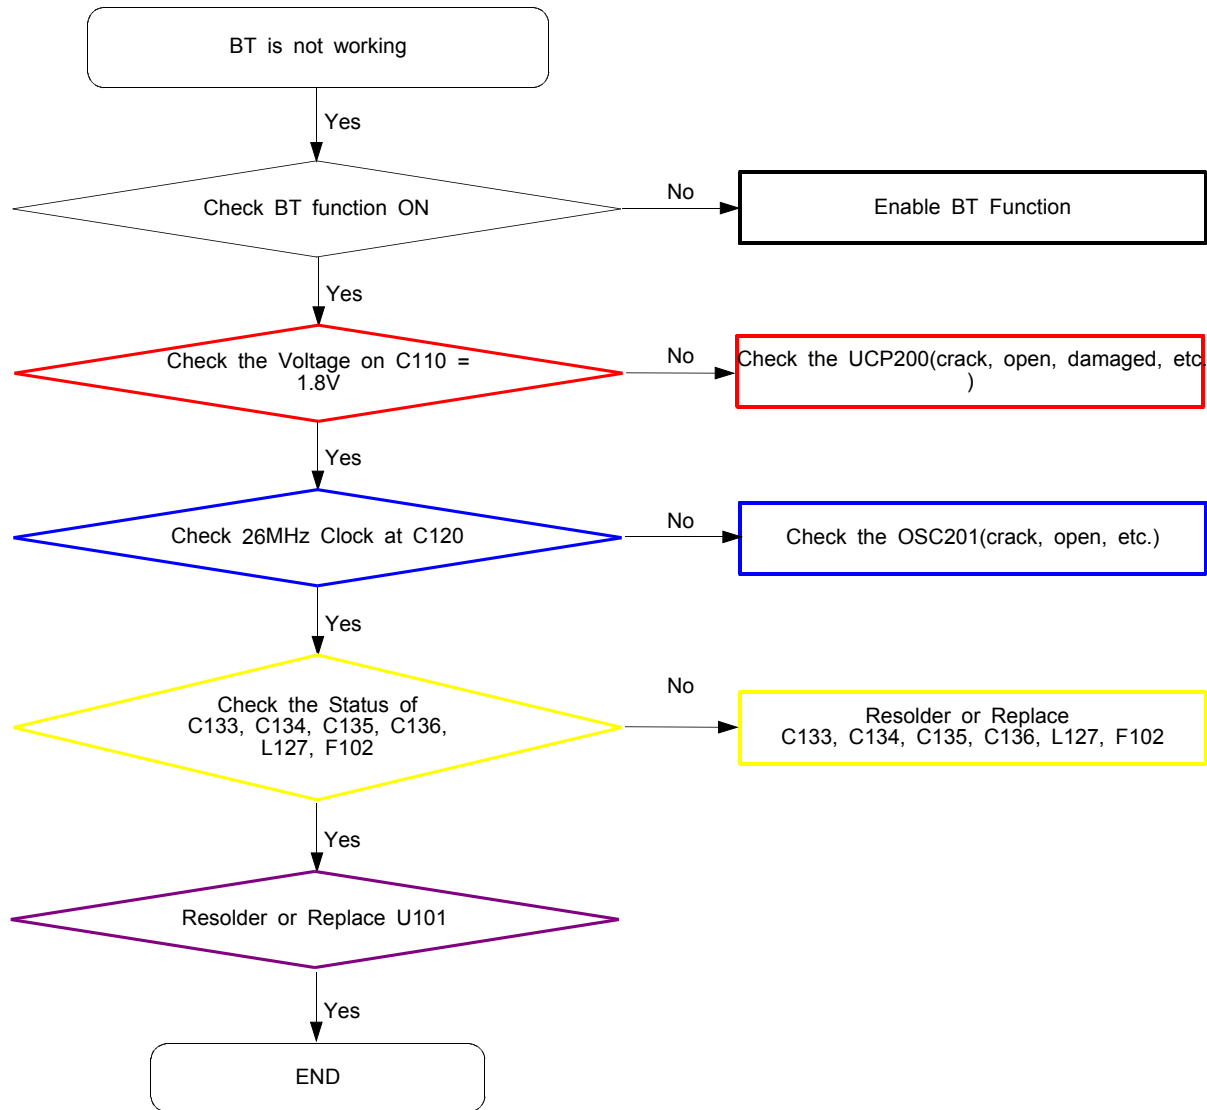 BT is not working
Yes
Check BT function ON
No
Enable BT Function
Yes
Check the Voltage on C110 =
1.8V
No
Check the UCP200(crack, open, damaged, etc.
)
Yes
Check 26MHz Clock at C120
No
Check the OSC201(crack, open, etc.)
Yes
Check the Status of
C133, C134, C135, C136,
L127, F102
No
Resolder or Replace
C133, C134, C135, C136, L127, F102
Yes
Resolder or Replace U101
Yes
END